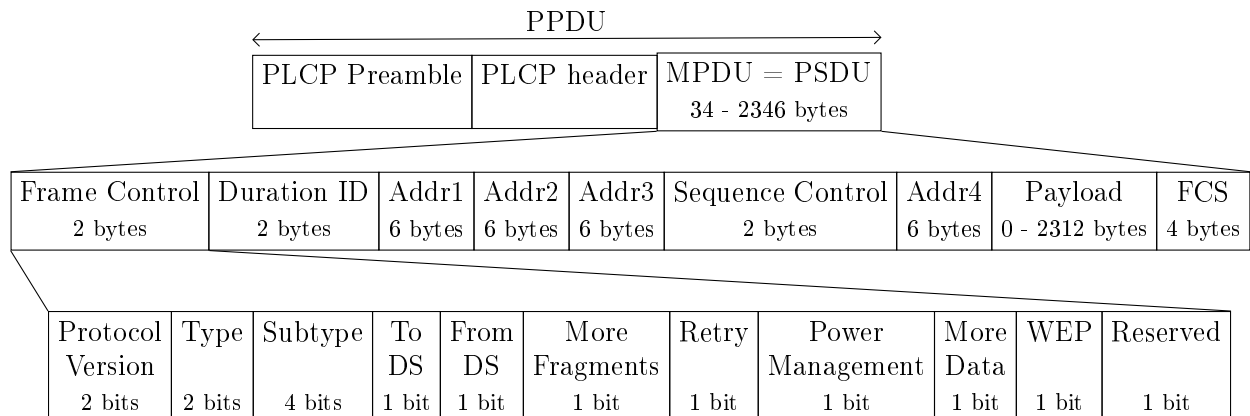 PPDU
PLCP Preamble PLCP header MPDU = PSDU
34 - 2346 bytes
Frame Control Duration ID Addr1 Addr2 Addr3 Sequence Control Addr4 Payload FCS
2 bytes 2 bytes 6 bytes 6 bytes 6 bytes 2 bytes 6 bytes 0 - 2312 bytes 4 bytes
Protocol Type Subtype To From More Retry Power More WEP Reserved
Version DS DS Fragments Management Data
2 bits 2 bits 4 bits 1 bit 1 bit 1 bit 1 bit 1 bit 1 bit 1 bit 1 bit